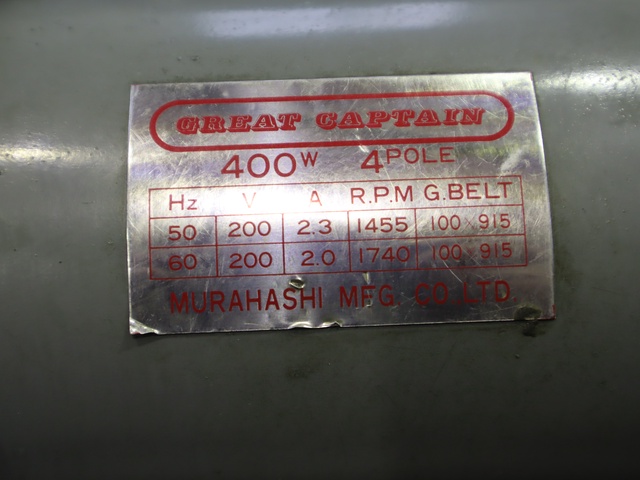 GREAT CAPTAIN
400W 4POLE
Hz V A R.P.M G.BELT
50 200 2.3 1455 100×915
60 200 2.0 1740 100×915
MURAHASHI MFG. CO.,LTD.